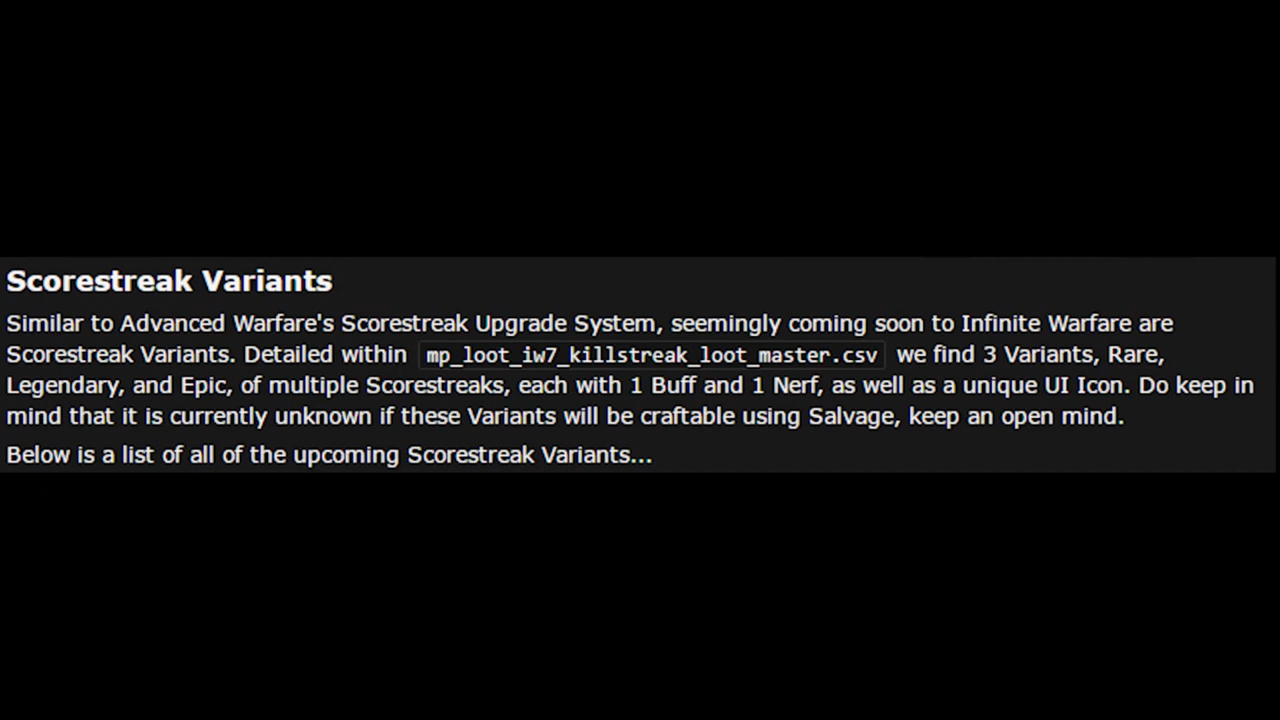 Scorestreak Variants
Similar to Advanced Warfare's Scorestreak Upgrade System, seemingly coming soon to Infinite Warfare are
Scorestreak Variants. Detailed within mp_loot_iw7_killstreak_loot_master.csv we find 3 Variants, Rare,
Legendary, and Epic, of multiple Scorestreaks, each with 1 Buff and 1 Nerf, as well as a unique UI Icon. Do keep in
mind that it is currently unknown if these Variants will be craftable using Salvage, keep an open mind.
Below is a list of all of the upcoming Scorestreak Variants...